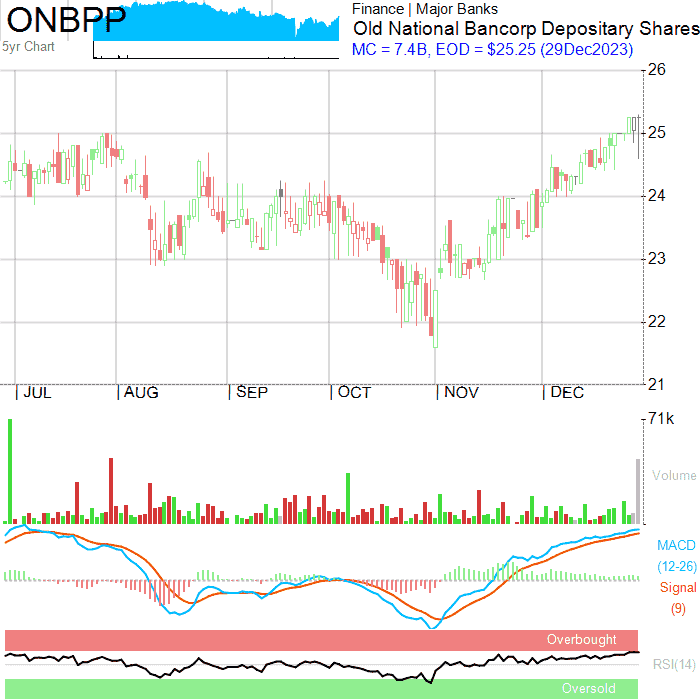 ONBPP
5yr Chart
Finance | Major Banks
Old National Bancorp Depositary Shares
MC = 7.4B, EOD = $25.25 (29Dec2023)
26
25
24
23
22
21
| JUL | AUG | SEP | OCT | NOV | DEC
71k
Volume
MACD
(12-26)
Signal
(9)
Overbought
RSI(14)
Oversold